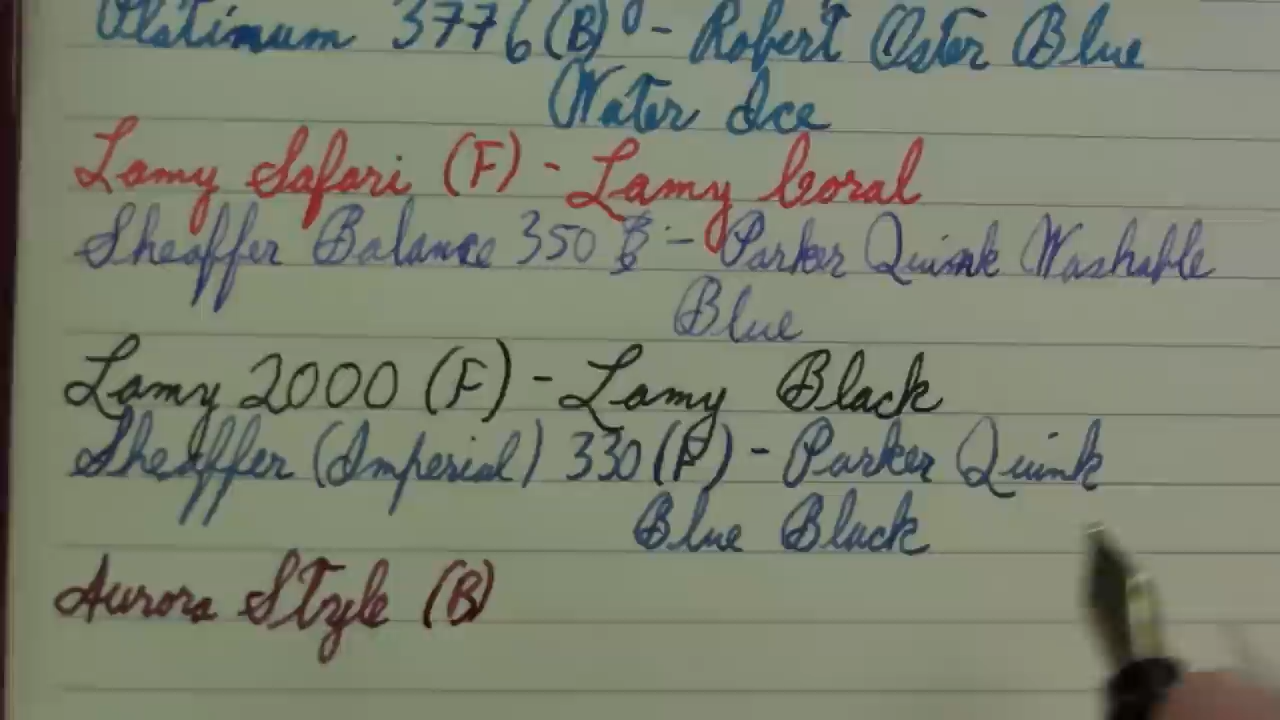 Platinum 3776 (B) - Robert Oster Blue
Water Ice
Lamy Safari (F) - Lamy Coral
Sheaffer Balance 350 B - Parker Quink Washable
Blue
Lamy 2000 (F) - Lamy Black
Sheaffer (Imperial) 330 (F) - Parker Quink
Blue Black
Aurora Style (B)